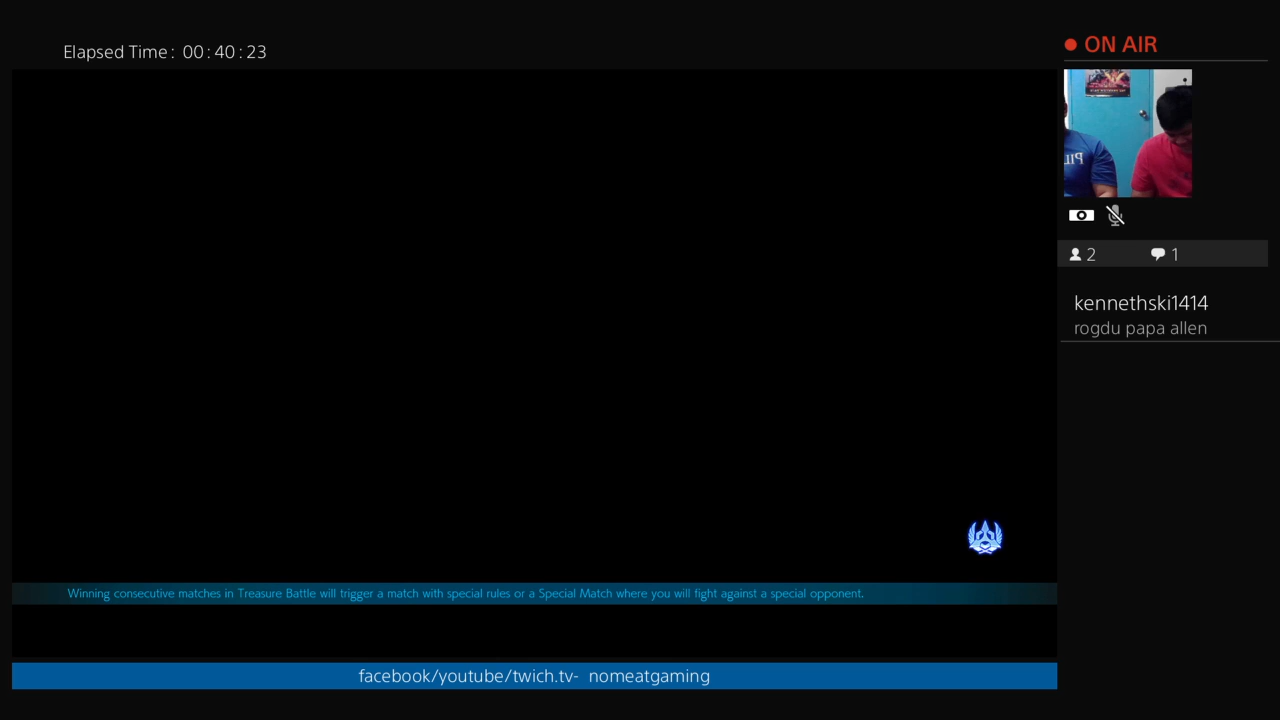 Elapsed Time: 00:40:23
ON AIR
2
1
kennethski1414
rogdu papa allen
Winning consecutive matches in Treasure Battle will trigger a match with special rules or a Special Match where you will fight against a special opponent.
facebook/youtube/twich.tv- nomeatgaming